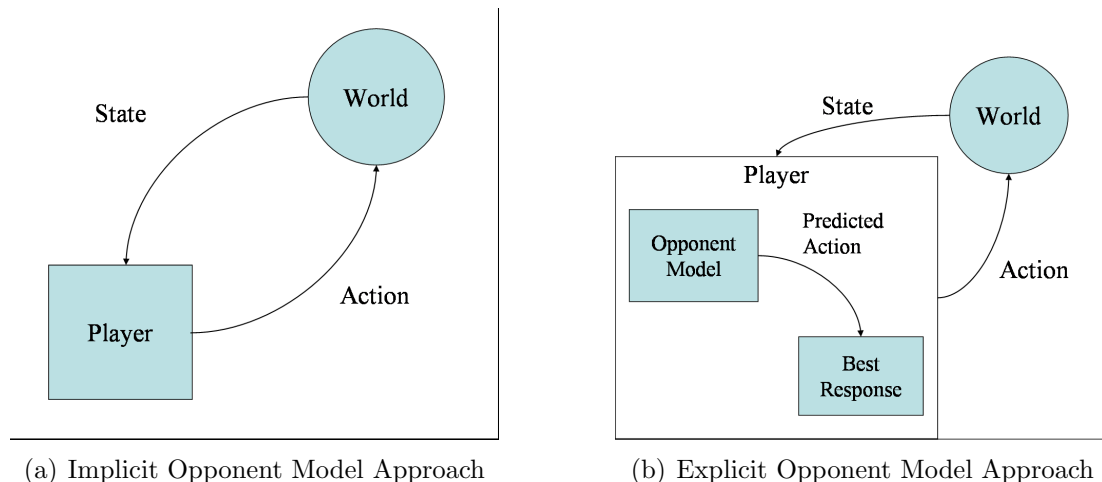 World
State
Action
Player
(a) Implicit Opponent Model Approach
World
State
Player
Opponent
Model
Predicted
Action
Action
Best
Response
(b) Explicit Opponent Model Approach